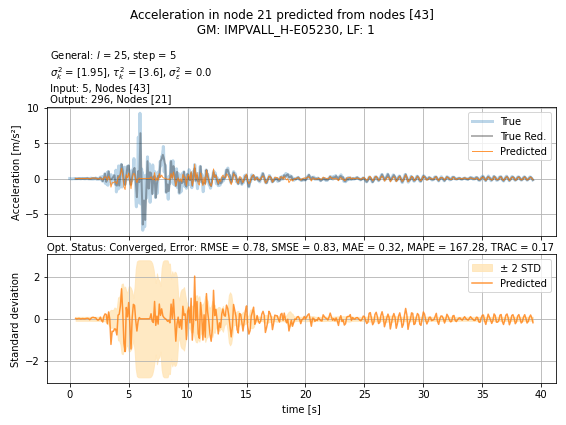 Acceleration in node 21 predicted from nodes [43]
GM: IMPVALL_H-E05230, LF: 1
General: l = 25, step = 5
σ²ₖ = [1.95], τ²ₖ = [3.6], σ²ε = 0.0
Input: 5, Nodes [43]
Output: 296, Nodes [21]
10
5
0
−5
Acceleration [m/s²]
True
True Red.
Predicted
Opt. Status: Converged, Error: RMSE = 0.78, SMSE = 0.83, MAE = 0.32, MAPE = 167.28, TRAC = 0.17
2
0
−2
Standard deviation
± 2 STD
Predicted
0 5 10 15 20 25 30 35 40
time [s]